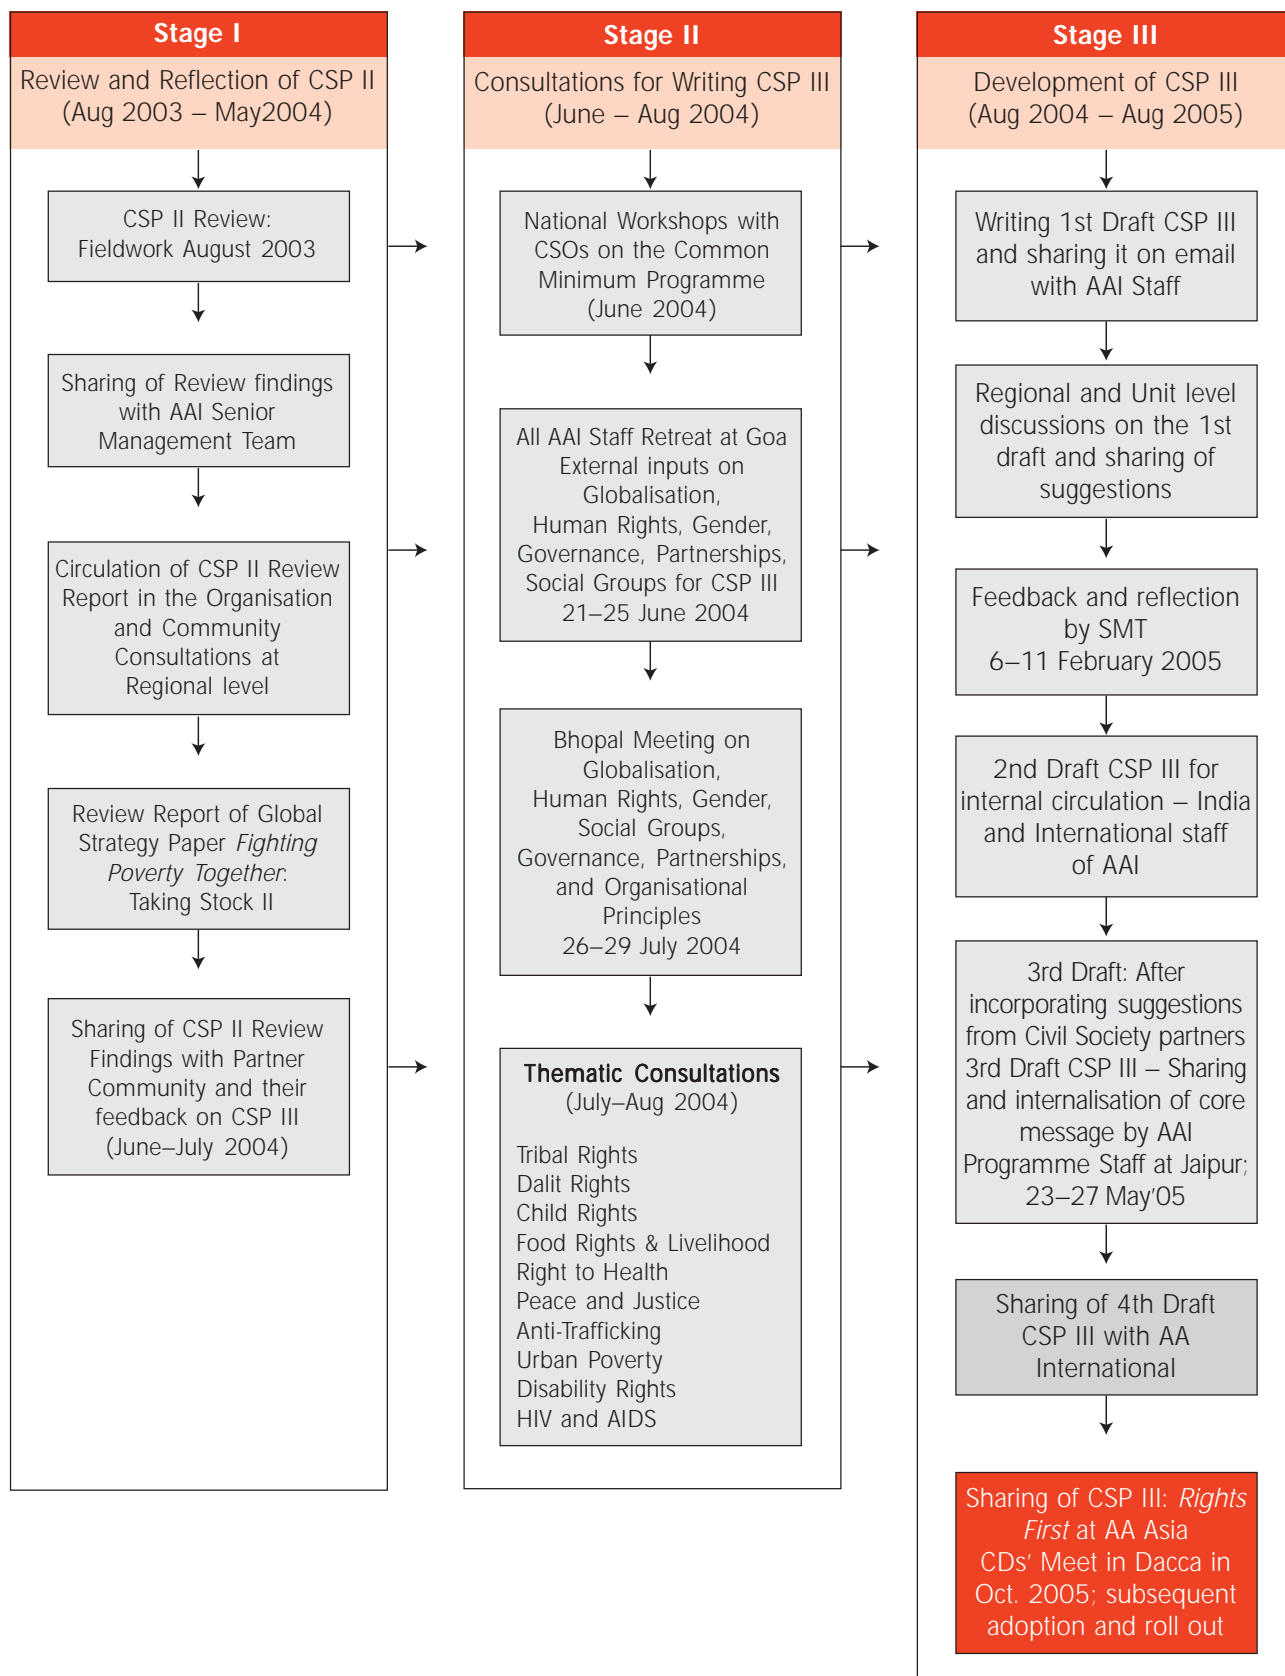 Stage I
Review and Reflection of CSP II
(Aug 2003 – May2004)
CSP II Review:
Fieldwork August 2003
Sharing of Review findings
with AAI Senior
Management Team
Circulation of CSP II Review
Report in the Organisation
and Community
Consultations at
Regional level
Review Report of Global
Strategy Paper Fighting
Poverty Together:
Taking Stock II
Sharing of CSP II Review
Findings with Partner
Community and their
feedback on CSP III
(June–July 2004)
Stage II
Consultations for Writing CSP III
(June – Aug 2004)
National Workshops with
CSOs on the Common
Minimum Programme
(June 2004)
All AAI Staff Retreat at Goa
External inputs on
Globalisation,
Human Rights, Gender,
Governance, Partnerships,
Social Groups for CSP III
21–25 June 2004
Bhopal Meeting on
Globalisation,
Human Rights, Gender,
Social Groups,
Governance, Partnerships,
and Organisational
Principles
26–29 July 2004
Thematic Consultations
(July–Aug 2004)
Tribal Rights
Dalit Rights
Child Rights
Food Rights & Livelihood
Right to Health
Peace and Justice
Anti-Trafficking
Urban Poverty
Disability Rights
HIV and AIDS
Stage III
Development of CSP III
(Aug 2004 – Aug 2005)
Writing 1st Draft CSP III
and sharing it on email
with AAI Staff
Regional and Unit level
discussions on the 1st
draft and sharing of
suggestions
Feedback and reflection
by SMT
6–11 February 2005
2nd Draft CSP III for
internal circulation – India
and International staff
of AAI
3rd Draft: After
incorporating suggestions
from Civil Society partners
3rd Draft CSP III – Sharing
and internalisation of core
message by AAI
Programme Staff at Jaipur;
23–27 May'05
Sharing of 4th Draft
CSP III with AA
International
Sharing of CSP III: Rights
First at AA Asia
CDs' Meet in Dacca in
Oct. 2005; subsequent
adoption and roll out